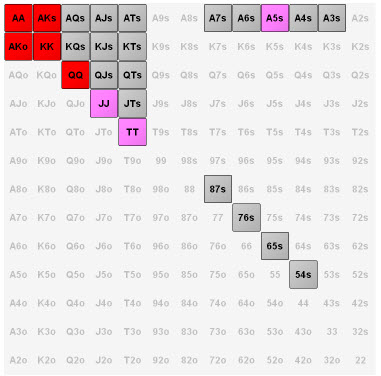 AA AKs AQs AJs ATs A9s A8s A7s A6s A5s A4s A3s A2s
AKo KK KQs KJs KTs K9s K8s K7s K6s K5s K4s K3s K2s
AQo KQo QQ QJs QTs Q9s Q8s Q7s Q6s Q5s Q4s Q3s Q2s
AJo KJo QJo JJ JTs J9s J8s J7s J6s J5s J4s J3s J2s
ATo KTo QTo JTo TT T9s T8s T7s T6s T5s T4s T3s T2s
A9o K9o Q9o J9o T9o 99 98s 97s 96s 95s 94s 93s 92s
A8o K8o Q8o J8o T8o 98o 88 87s 86s 85s 84s 83s 82s
A7o K7o Q7o J7o T7o 97o 87o 77 76s 75s 74s 73s 72s
A6o K6o Q6o J6o T6o 96o 86o 76o 66 65s 64s 63s 62s
A5o K5o Q5o J5o T5o 95o 85o 75o 65o 55 54s 53s 52s
A4o K4o Q4o J4o T4o 94o 84o 74o 64o 54o 44 43s 42s
A3o K3o Q3o J3o T3o 93o 83o 73o 63o 53o 43o 33 32s
A2o K2o Q2o J2o T2o 92o 82o 72o 62o 52o 42o 32o 22